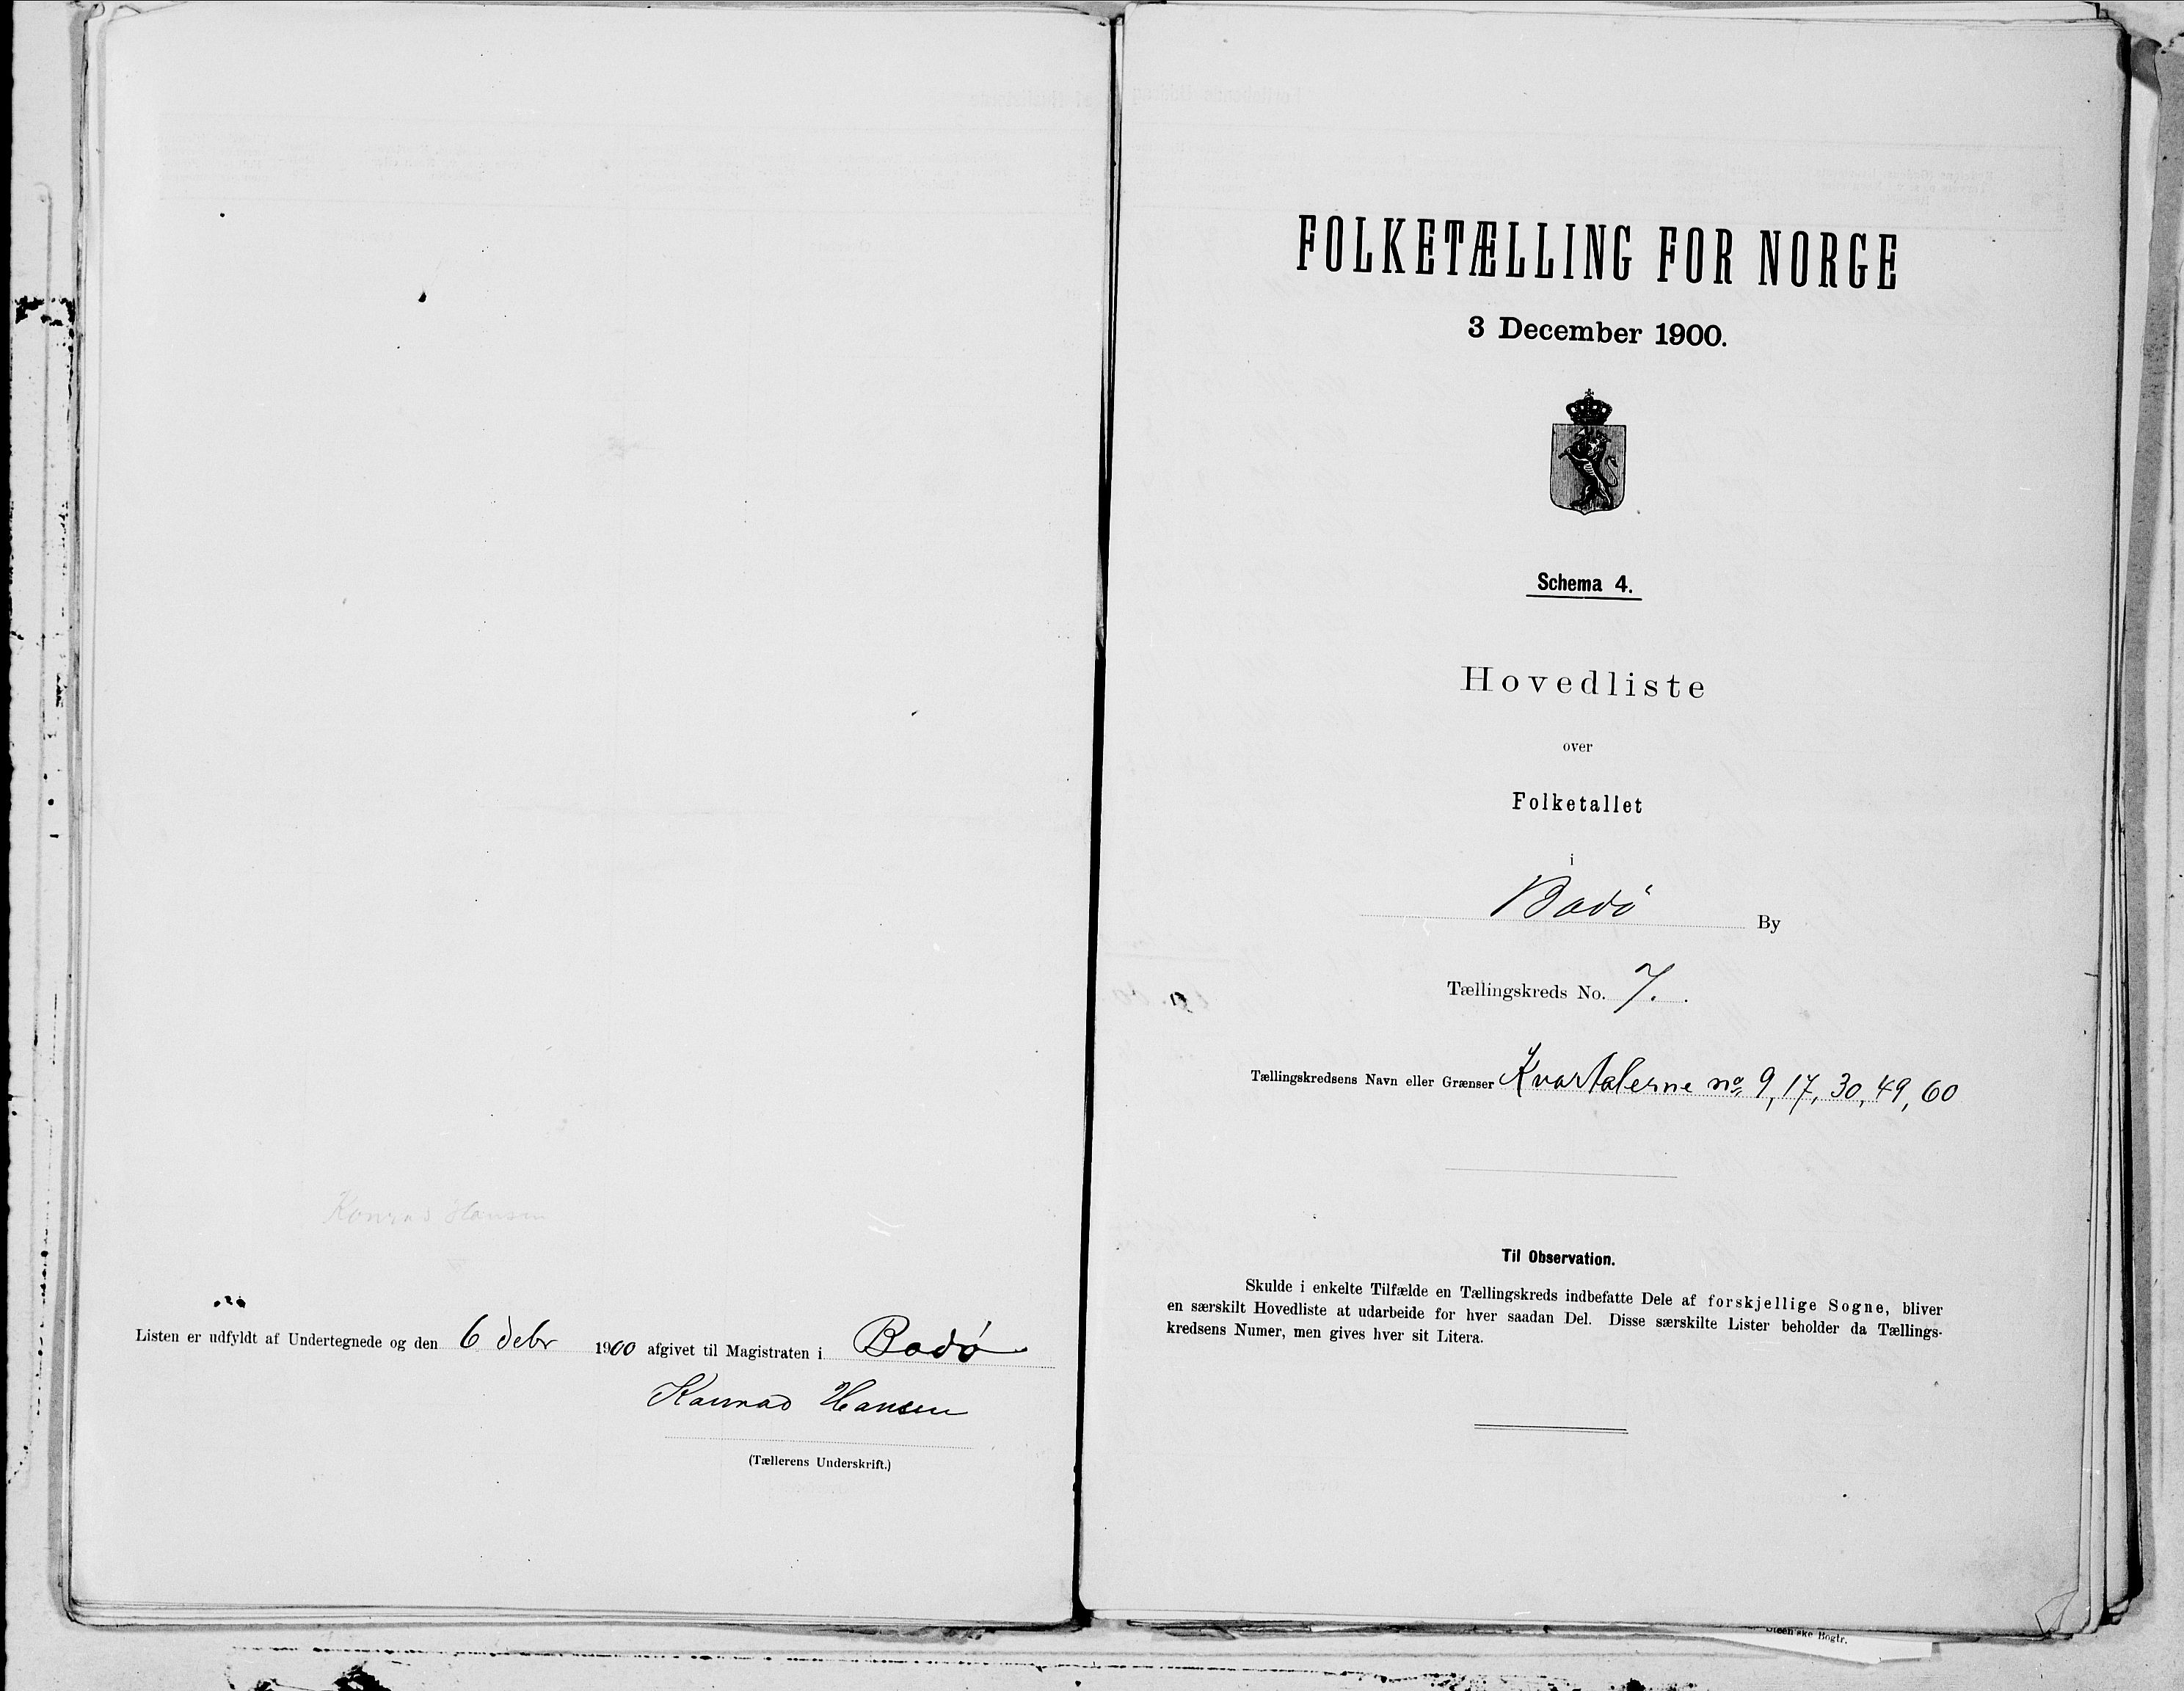 Konrad Hansen
Listen er udfyldt af Undertegnede og den 6 debr 1900 afgivet til Magistraten i Bodø
Konrad Hansen
(Tællerens Underskrift.)
FOLKETÆLLING FOR NORGE
3 December 1900.
Schema 4.
Hovedliste
over
Folketallet
i
Bodø By
Tællingskreds No. 7.
Tællingskredsens Navn eller Grænser Kvartalerne no 9, 17, 30, 49, 60
Til Observation.
Skulde i enkelte Tilfælde en Tællingskreds indbefatte Dele af forskjellige Sogne, bliver
en særskilt Hovedliste at udarbeide for hver saadan Del. Disse særskilte Lister beholder da Tællings-
kredsens Numer, men gives hver sit Litera.
Steen'ske Bogtr.